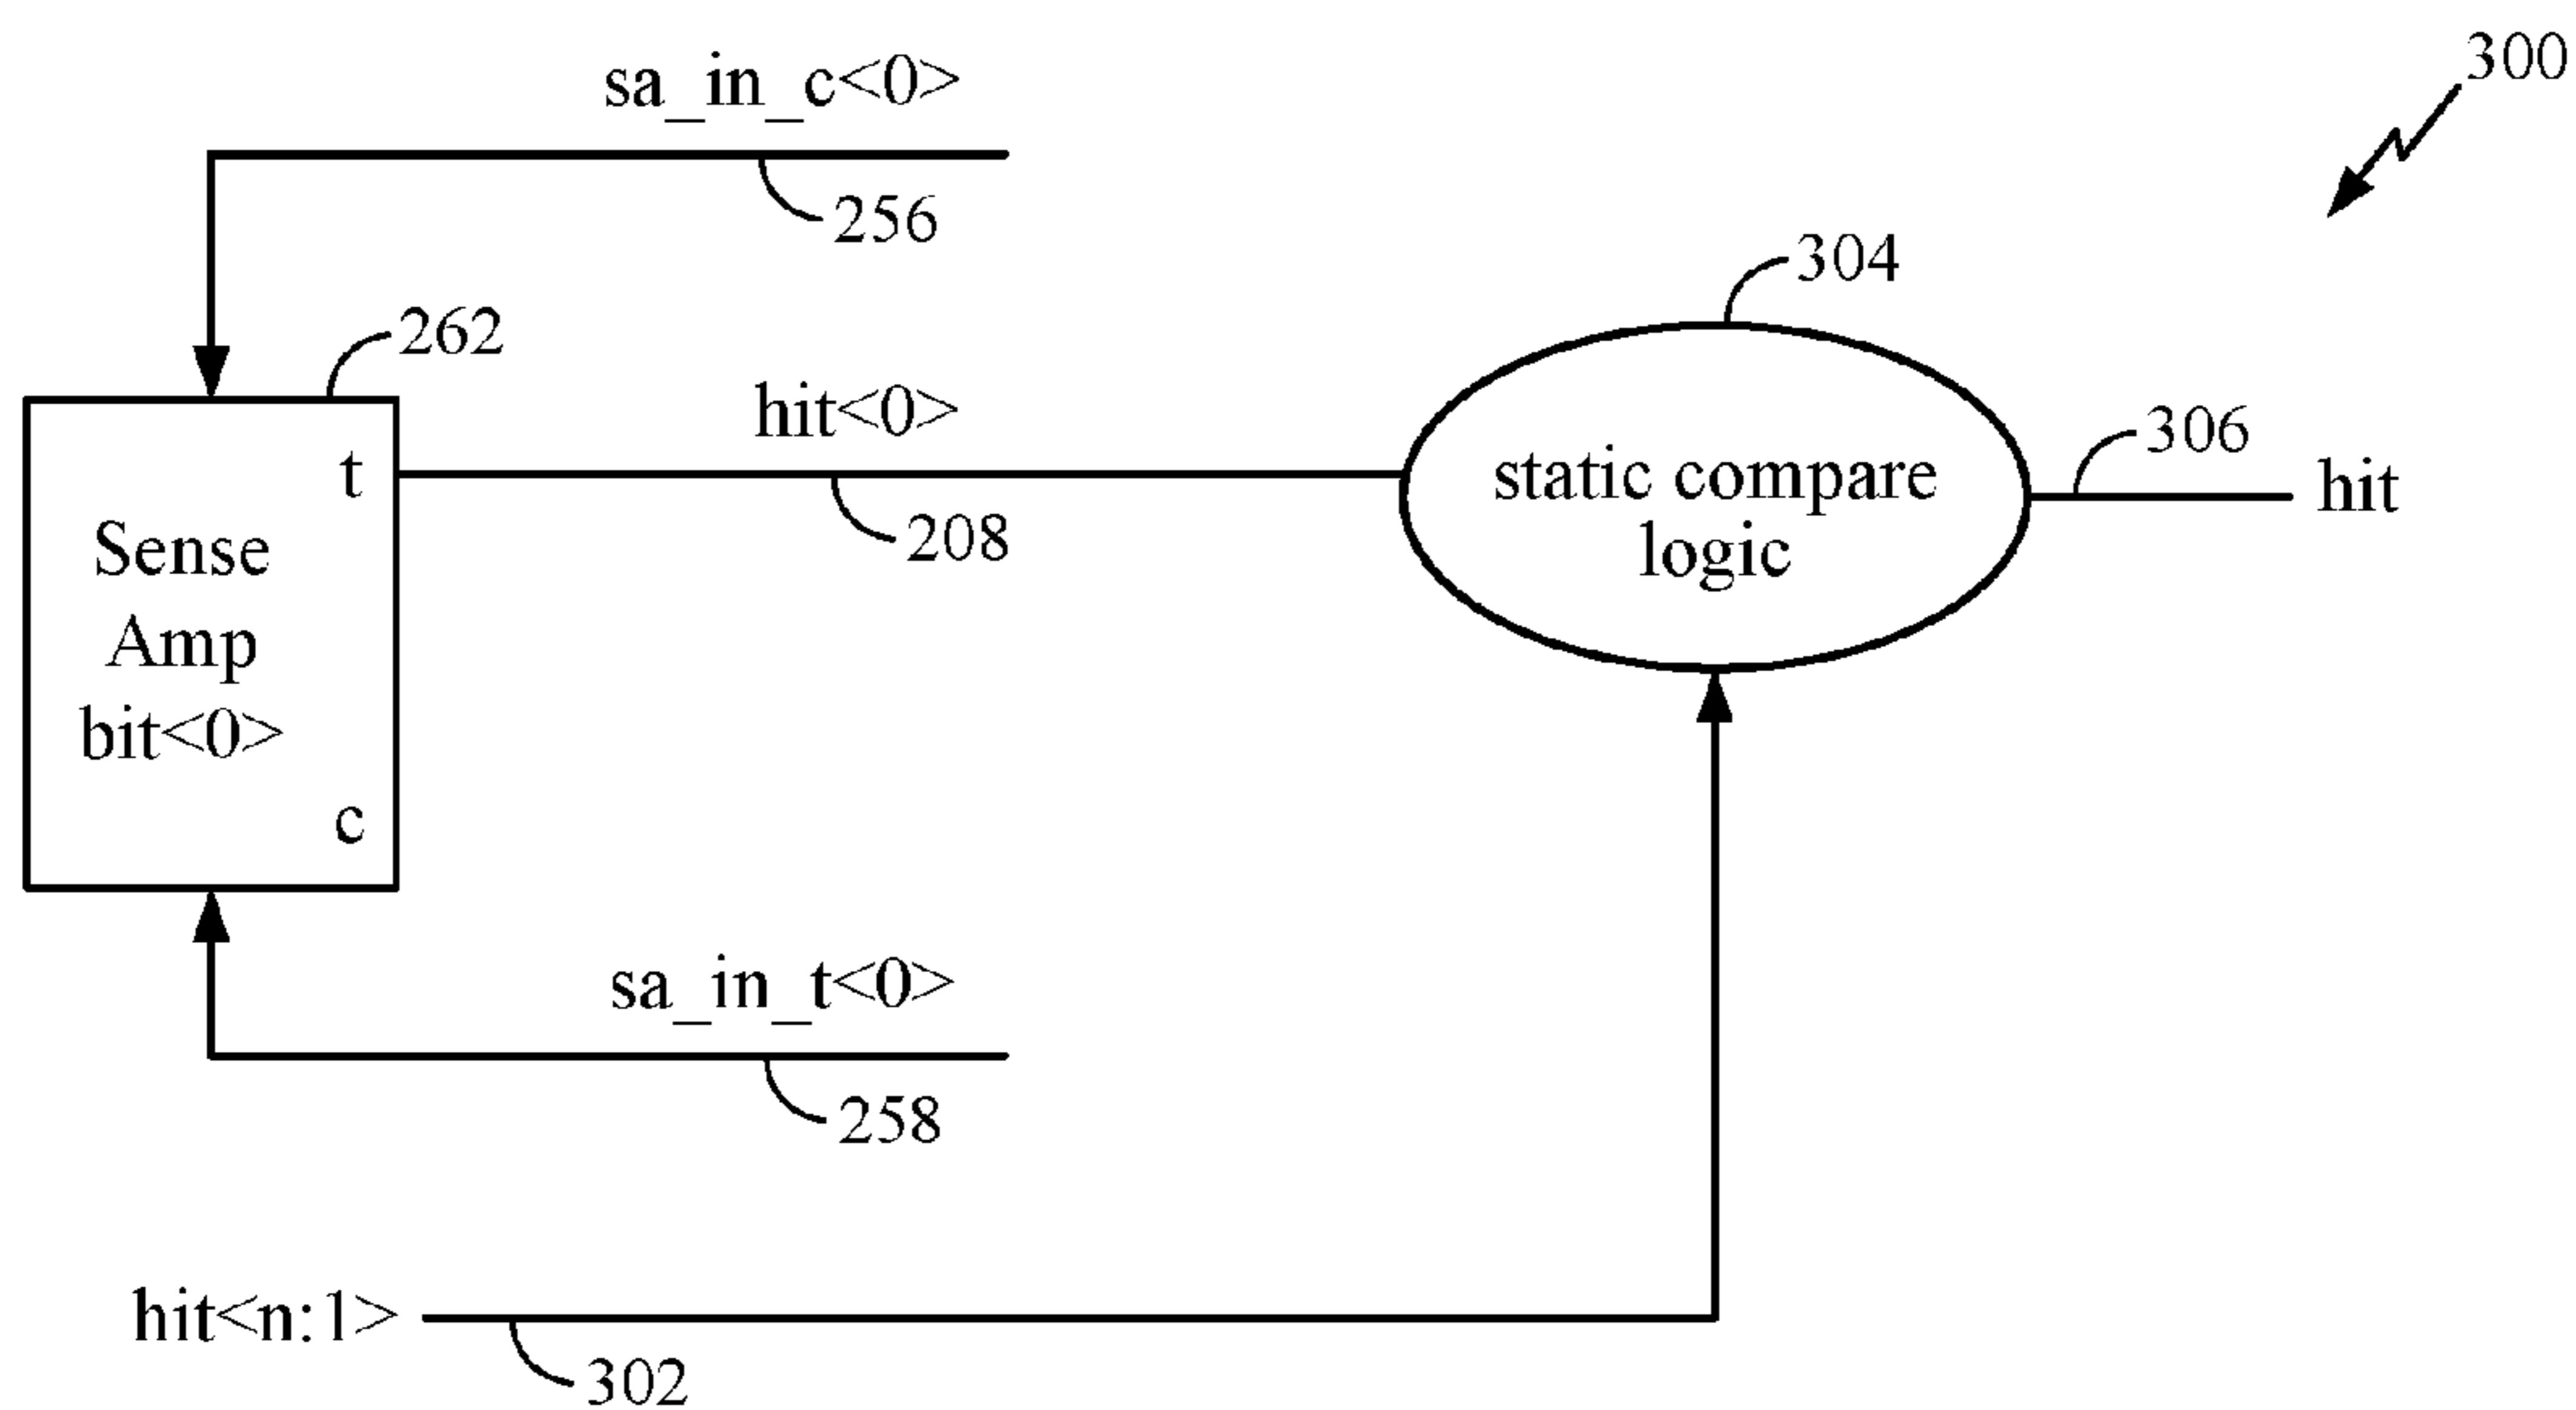 300
sa_in_c<0>
256
304
262
hit<0>
306
t
static compare
logic
hit
208
Sense
Amp
bit<0>
c
sa_in_t<0>
258
hit<n:1>
302